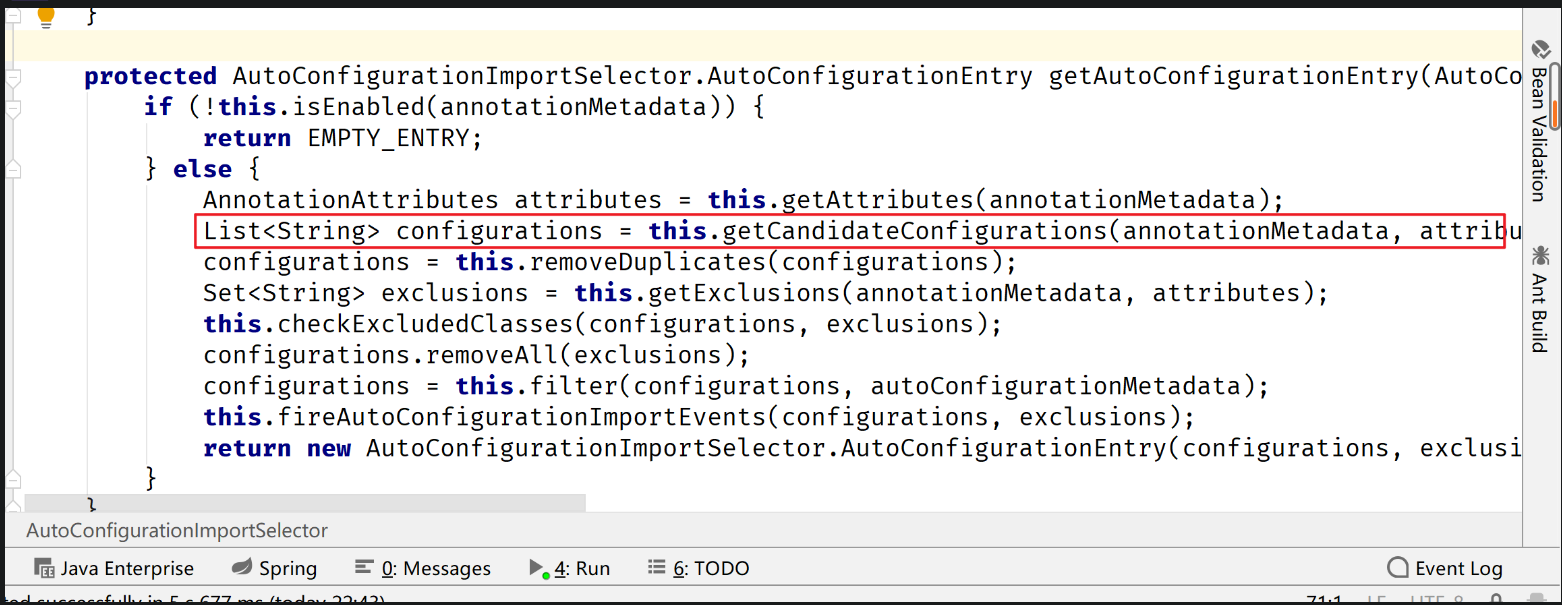 }
protected AutoConfigurationImportSelector.AutoConfigurationEntry getAutoConfigurationEntry(AutoCo
if (!this.isEnabled(annotationMetadata)) {
return EMPTY_ENTRY;
} else {
AnnotationAttributes attributes = this.getAttributes(annotationMetadata);
List<String> configurations = this.getCandidateConfigurations(annotationMetadata, attribu
configurations = this.removeDuplicates(configurations);
Set<String> exclusions = this.getExclusions(annotationMetadata, attributes);
this.checkExcludedClasses(configurations, exclusions);
configurations.removeAll(exclusions);
configurations = this.filter(configurations, autoConfigurationMetadata);
this.fireAutoConfigurationImportEvents(configurations, exclusions);
return new AutoConfigurationImportSelector.AutoConfigurationEntry(configurations, exclusi
}
}
Bean Validation
Ant Build
AutoConfigurationImportSelector
Java Enterprise Spring 0: Messages 4: Run 6: TODO Event Log
ted successfully in 5 s 677 ms (today 22:43) 71:1 LF UTF-8